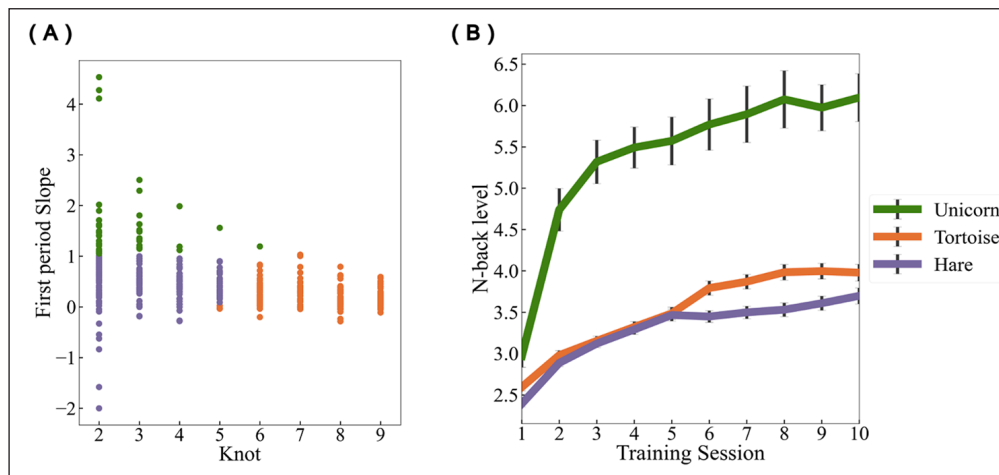 ( A )
( B )
First period Slope
4
3
2
1
0
−1
−2
2 3 4 5 6 7 8 9
Knot
N-back level
6.5
6.0
5.5
5.0
4.5
4.0
3.5
3.0
2.5
1 2 3 4 5 6 7 8 9 10
Training Session
Unicorn
Tortoise
Hare